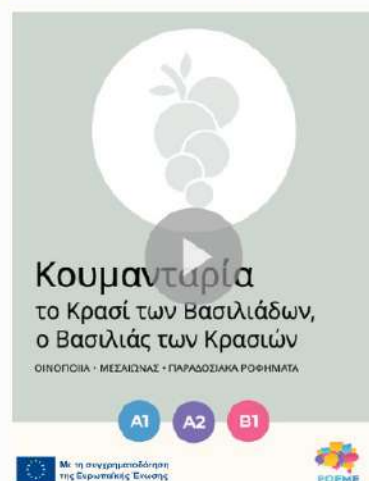 Κουμανταρία
το Κρασί των Βασιλιάδων,
ο Βασιλιάς των Κρασιών
ΟΙΝΟΠΟΙΙΑ • ΜΕΣΑΙΩΝΑΣ • ΠΑΡΑΔΟΣΙΑΚΑ ΡΟΦΗΜΑΤΑ
A1 A2 B1
Με τη συγχρηματοδότηση
της Ευρωπαϊκής Ένωσης
POEME